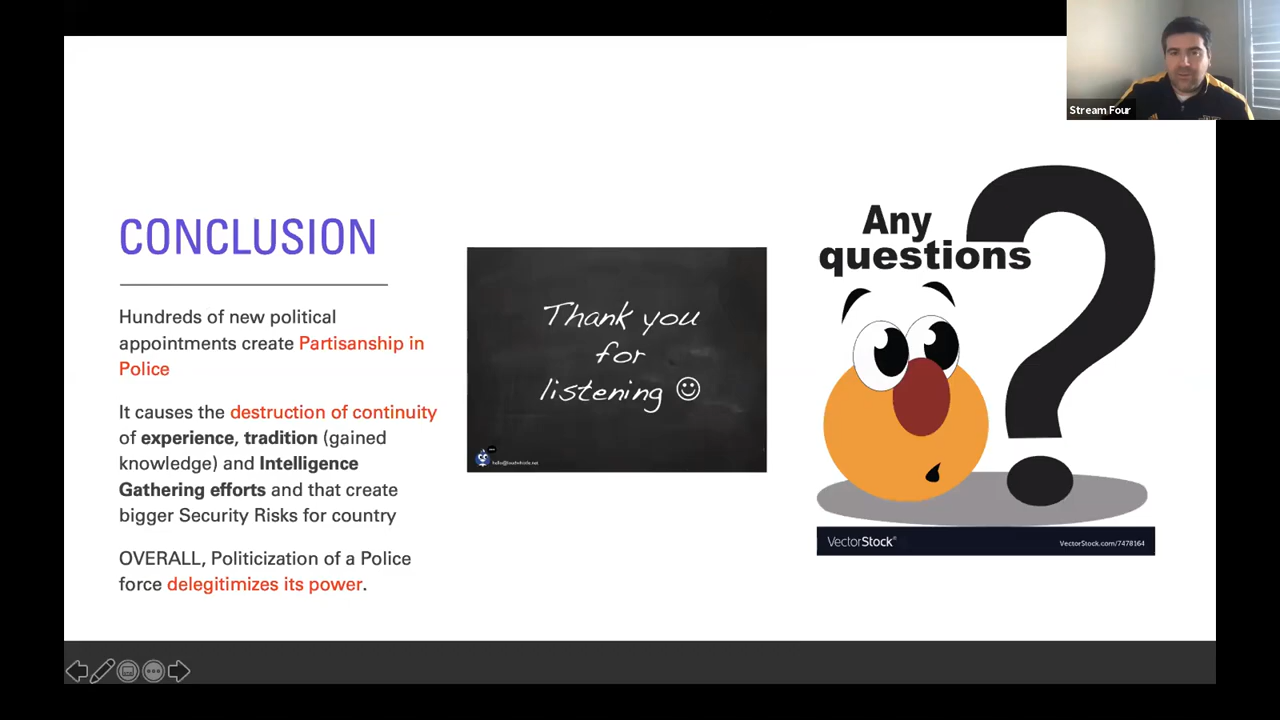 Stream Four
CONCLUSION
Hundreds of new political
appointments create Partisanship in
Police
It causes the destruction of continuity
of experience, tradition (gained
knowledge) and Intelligence
Gathering efforts and that create
bigger Security Risks for country
OVERALL, Politicization of a Police
force delegitimizes its power.
Thank you
for
listening ☺
Any
questions
?
VectorStock®
VectorStock.com/7478164